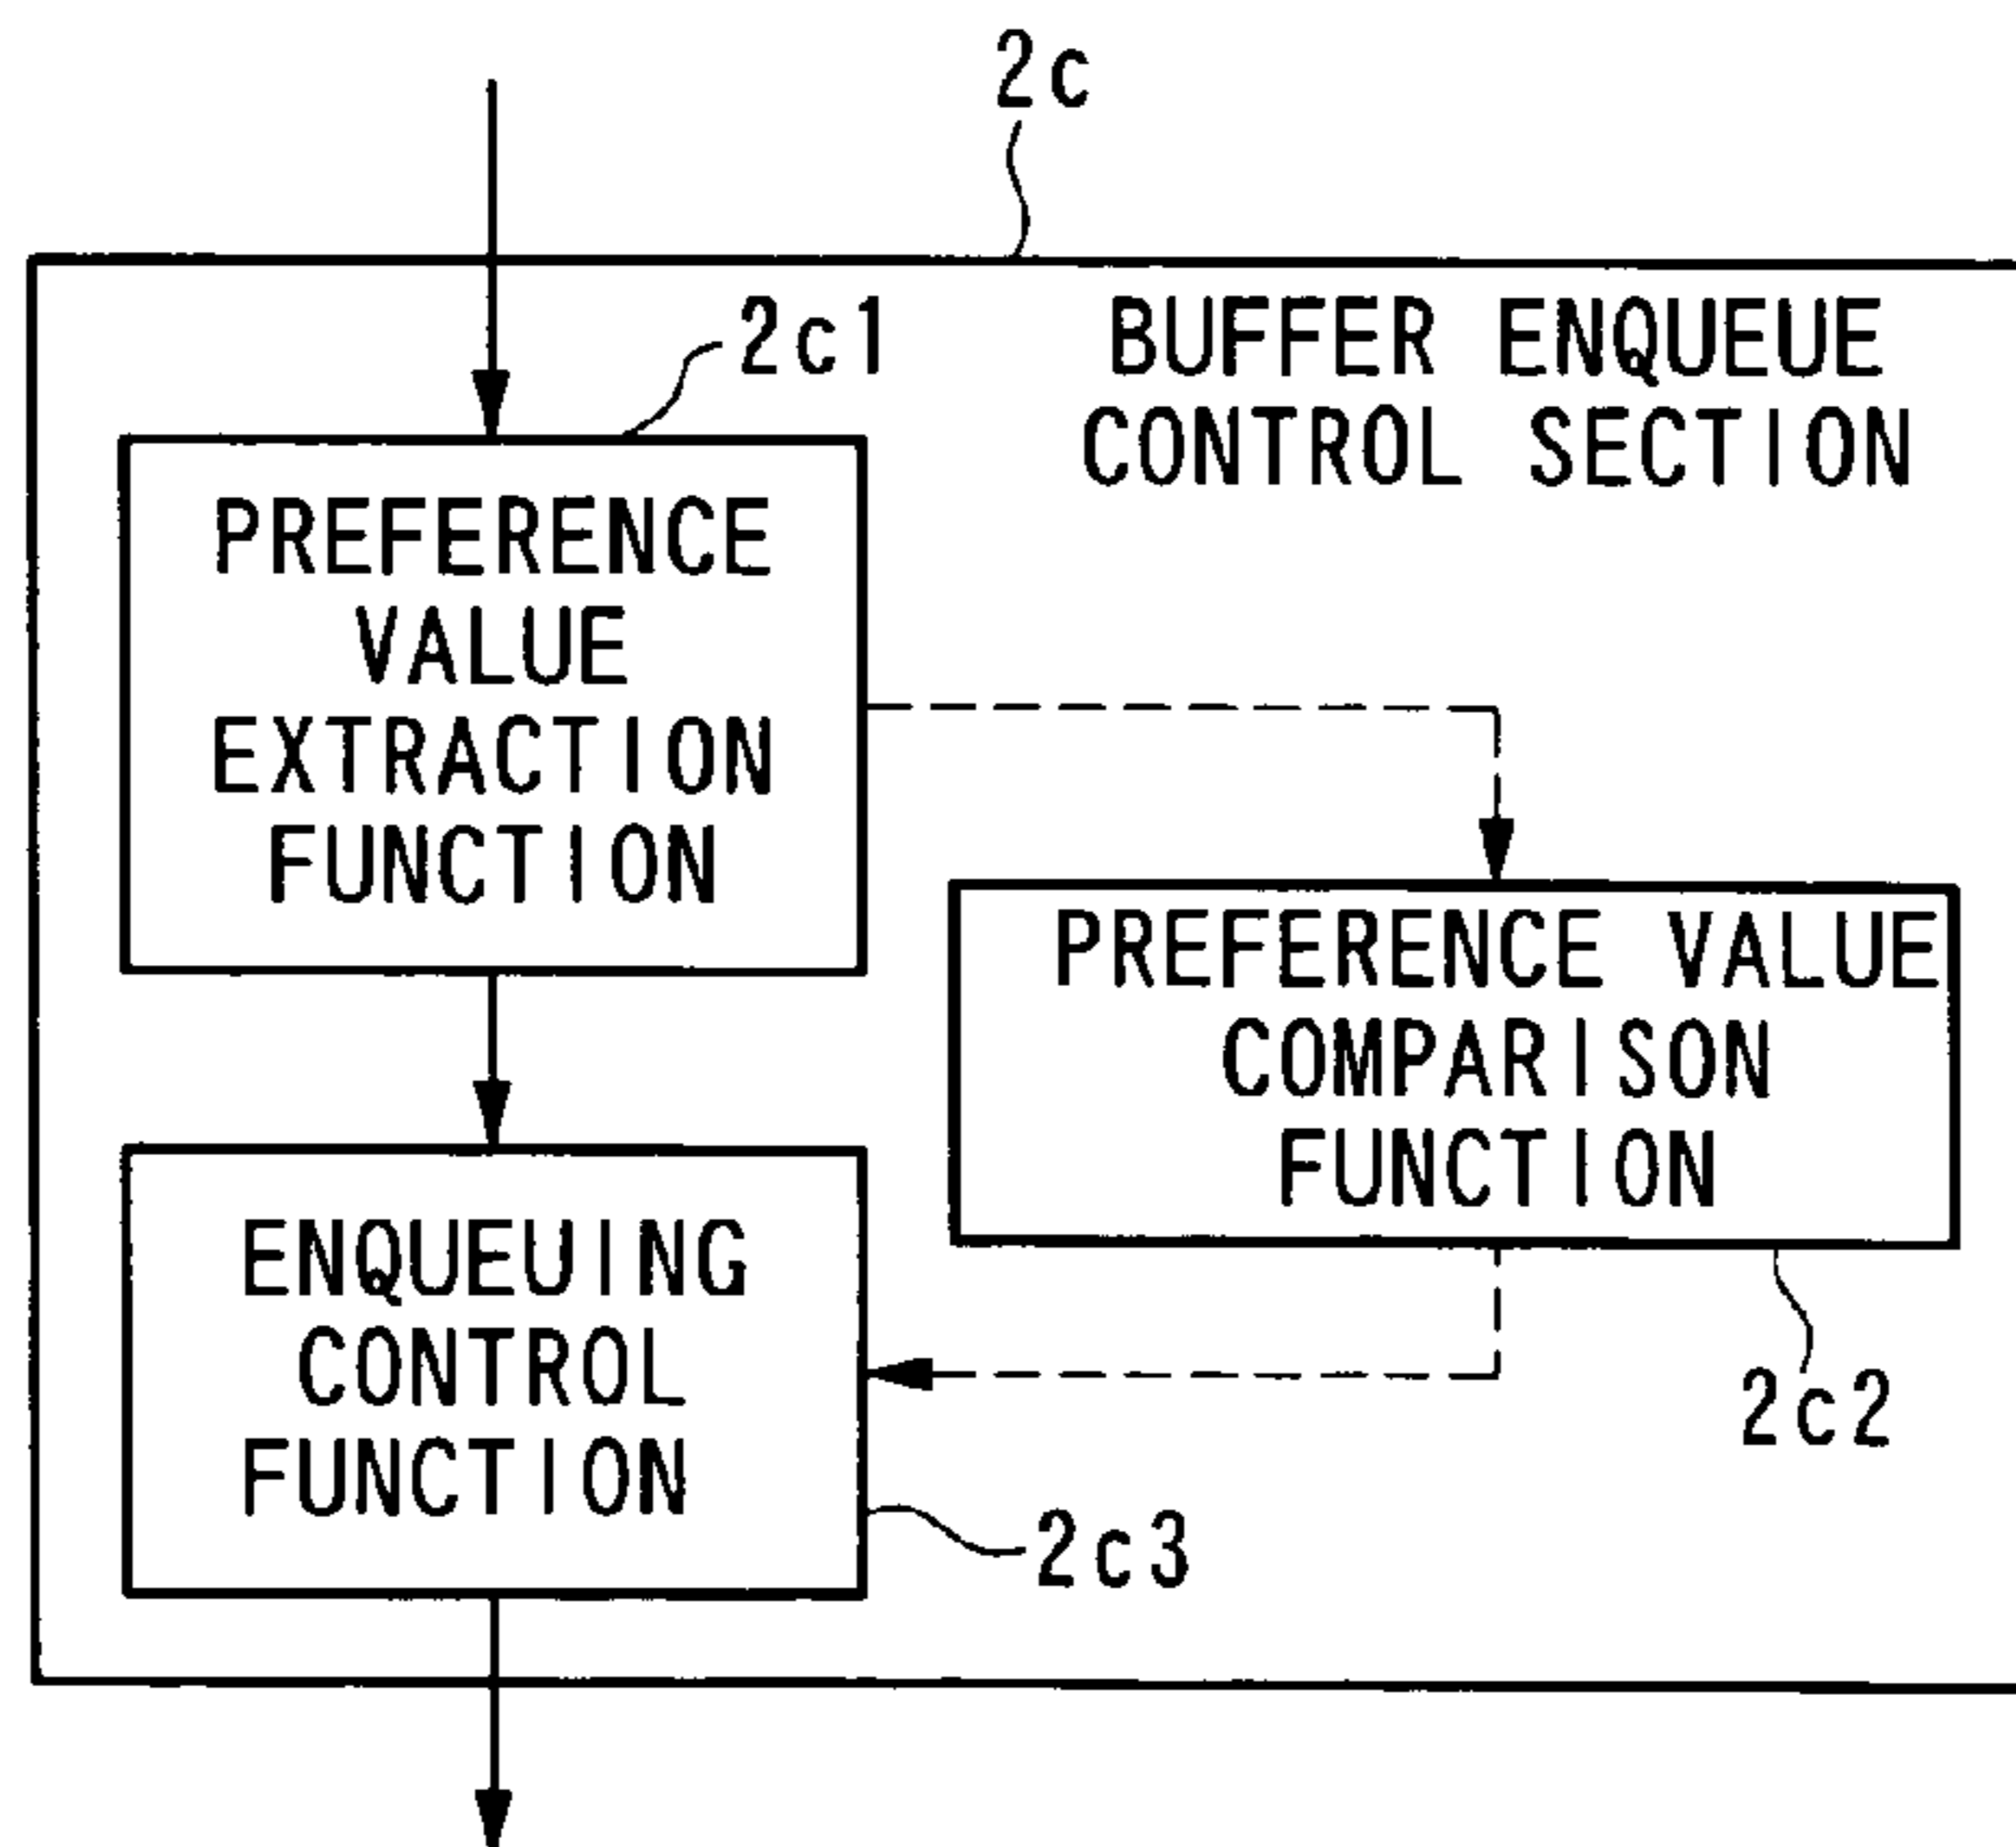 2c
2c1
BUFFER ENQUEUE
CONTROL SECTION
PREFERENCE
VALUE
EXTRACTION
FUNCTION
PREFERENCE VALUE
COMPARISON
FUNCTION
2c2
ENQUEUING
CONTROL
FUNCTION
2c3